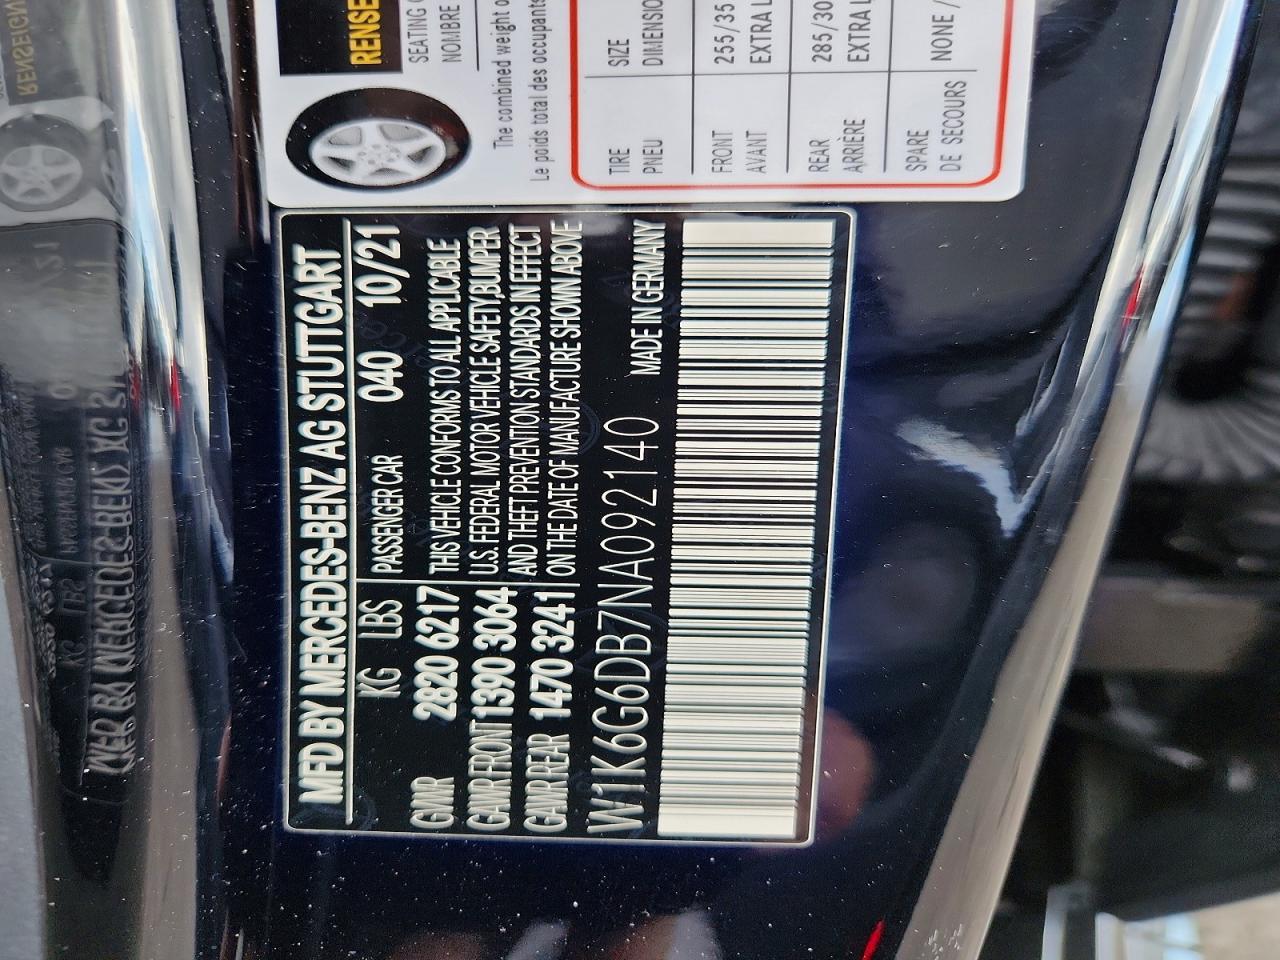 MFD BY MERCEDES-BENZ AG STUTTGART
KG LBS PASSENGER CAR 040 10/21
GVWR 2820 6217 THIS VEHICLE CONFORMS TO ALL APPLICABLE
GAWR FRONT 1390 3064 U.S. FEDERAL MOTOR VEHICLE SAFETY,BUMPER
GAWR REAR 1470 3241 AND THEFT PREVENTION STANDARDS IN EFFECT
ON THE DATE OF MANUFACTURE SHOWN ABOVE
W1K6G6DB7NA092140 MADE IN GERMANY
RENSE
SEATING
NOMBRE
The combined weight
Le poids total des occupants
TIRE SIZE
PNEU DIMENSIO
FRONT 255/35
AVANT EXTRA L
REAR 285/30
ARRIÈRE EXTRA L
SPARE NONE /
DE SECOURS